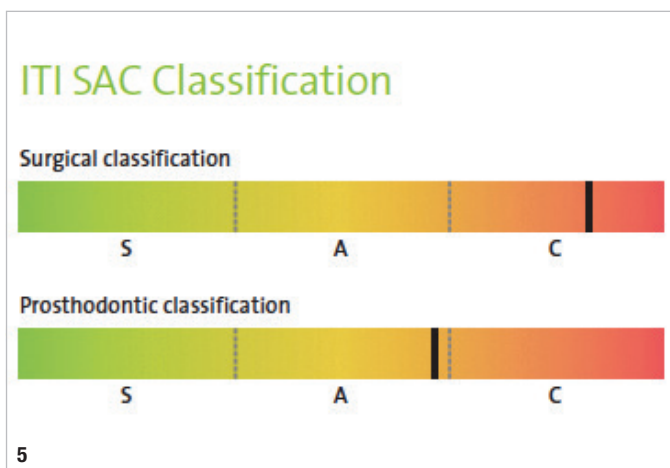 ITI SAC Classification
Surgical classification
S A C
Prosthodontic classification
S A C
5